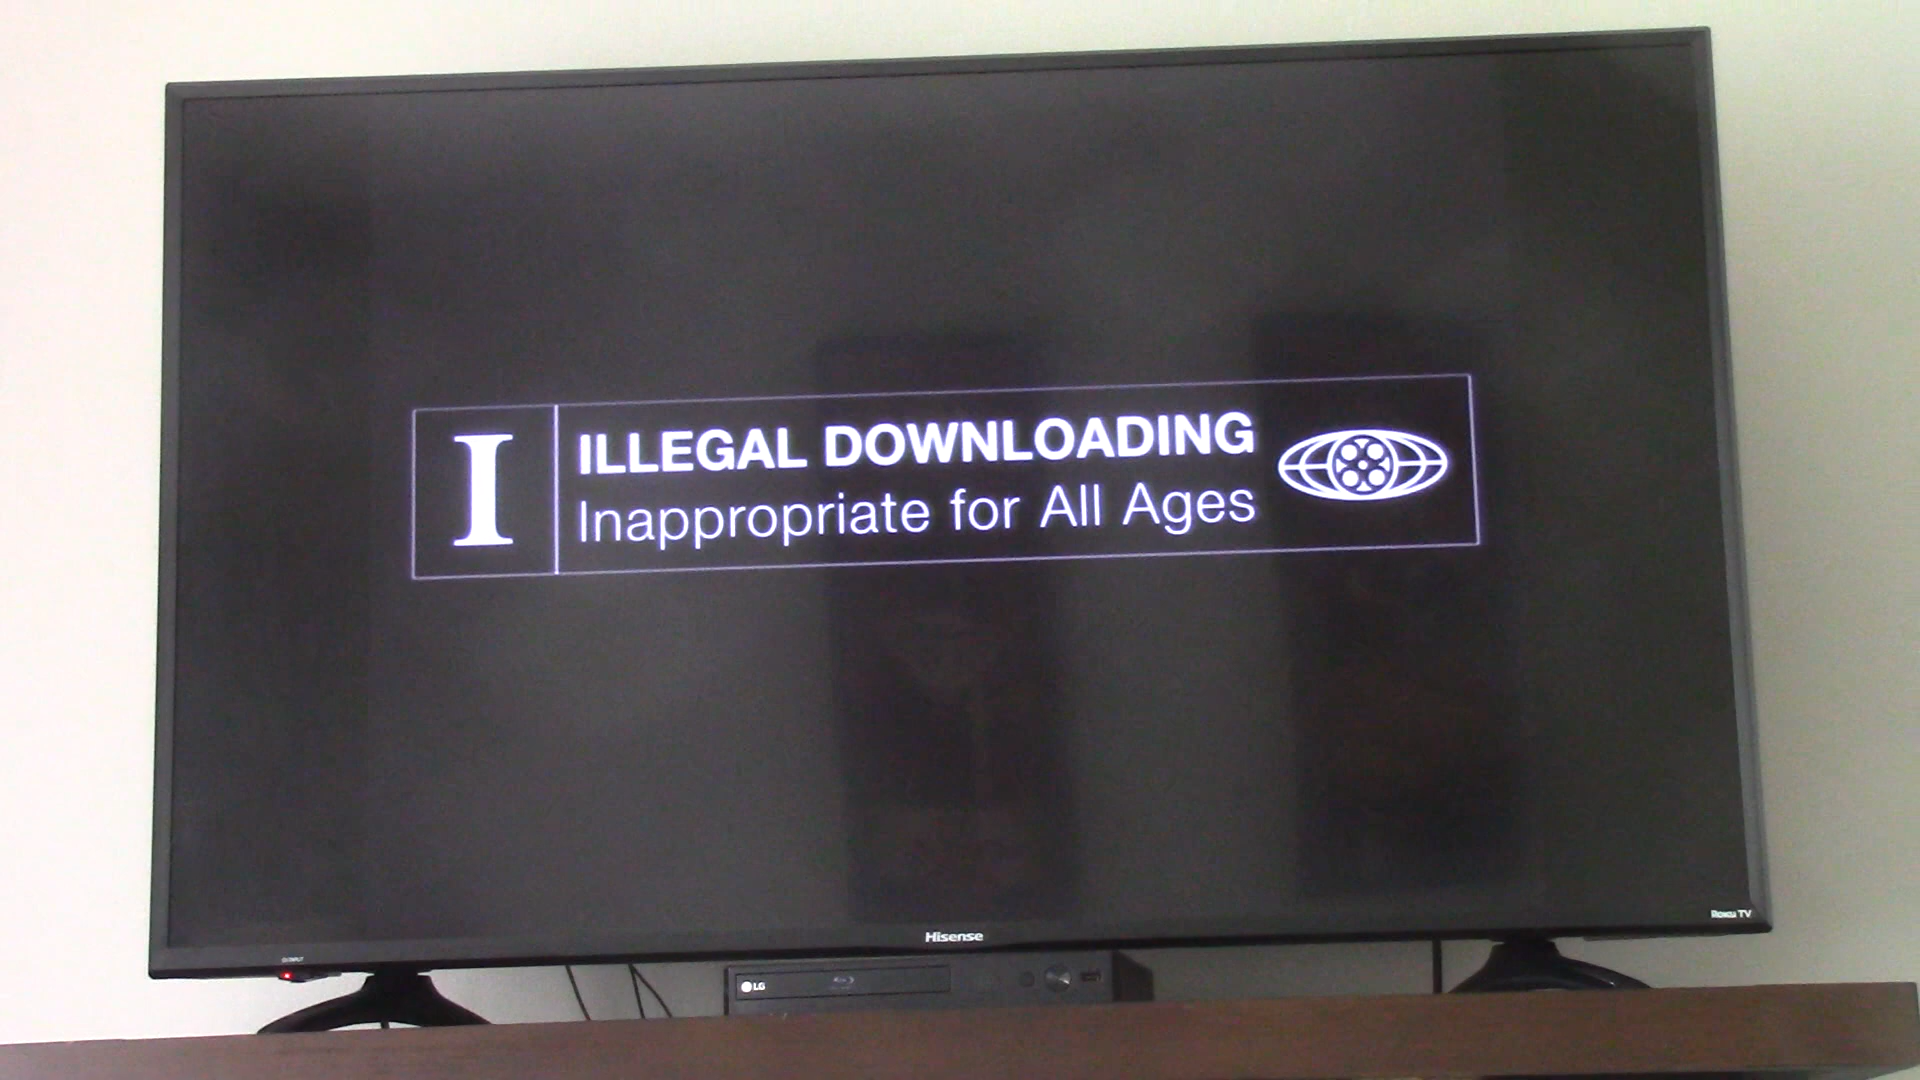 I
ILLEGAL DOWNLOADING
Inappropriate for All Ages
Roku TV
Hisense
LG